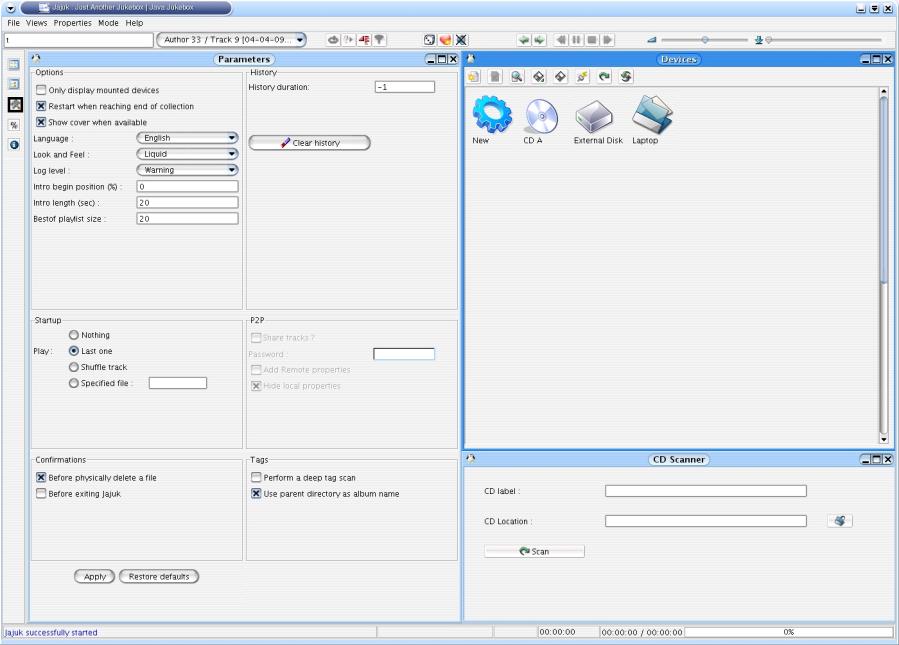 Jajuk : Just Another Jukebox | Java Jukebox
File Views Properties Mode Help
t
Author 33 / Track 9 [04-04-09...
Parameters
Options
Only display mounted devices
Restart when reaching end of collection
Show cover when available
Language : English
Look and Feel : Liquid
Log level : Warning
Intro begin position (%) : 0
Intro length (sec) : 20
Bestof playlist size : 20
History
History duration: -1
Clear history
Startup
Play :
Nothing
Last one
Shuffle track
Specified file :
P2P
Share tracks ?
Password :
Add Remote properties
Hide local properties
Confirmations
Before physically delete a file
Before exiting Jajuk
Tags
Perform a deep tag scan
Use parent directory as album name
Apply Restore defaults
Devices
New CD A External Disk Laptop
CD Scanner
CD label :
CD Location :
Scan
Jajuk successfully started 00:00:00 00:00:00 / 00:00:00 0%